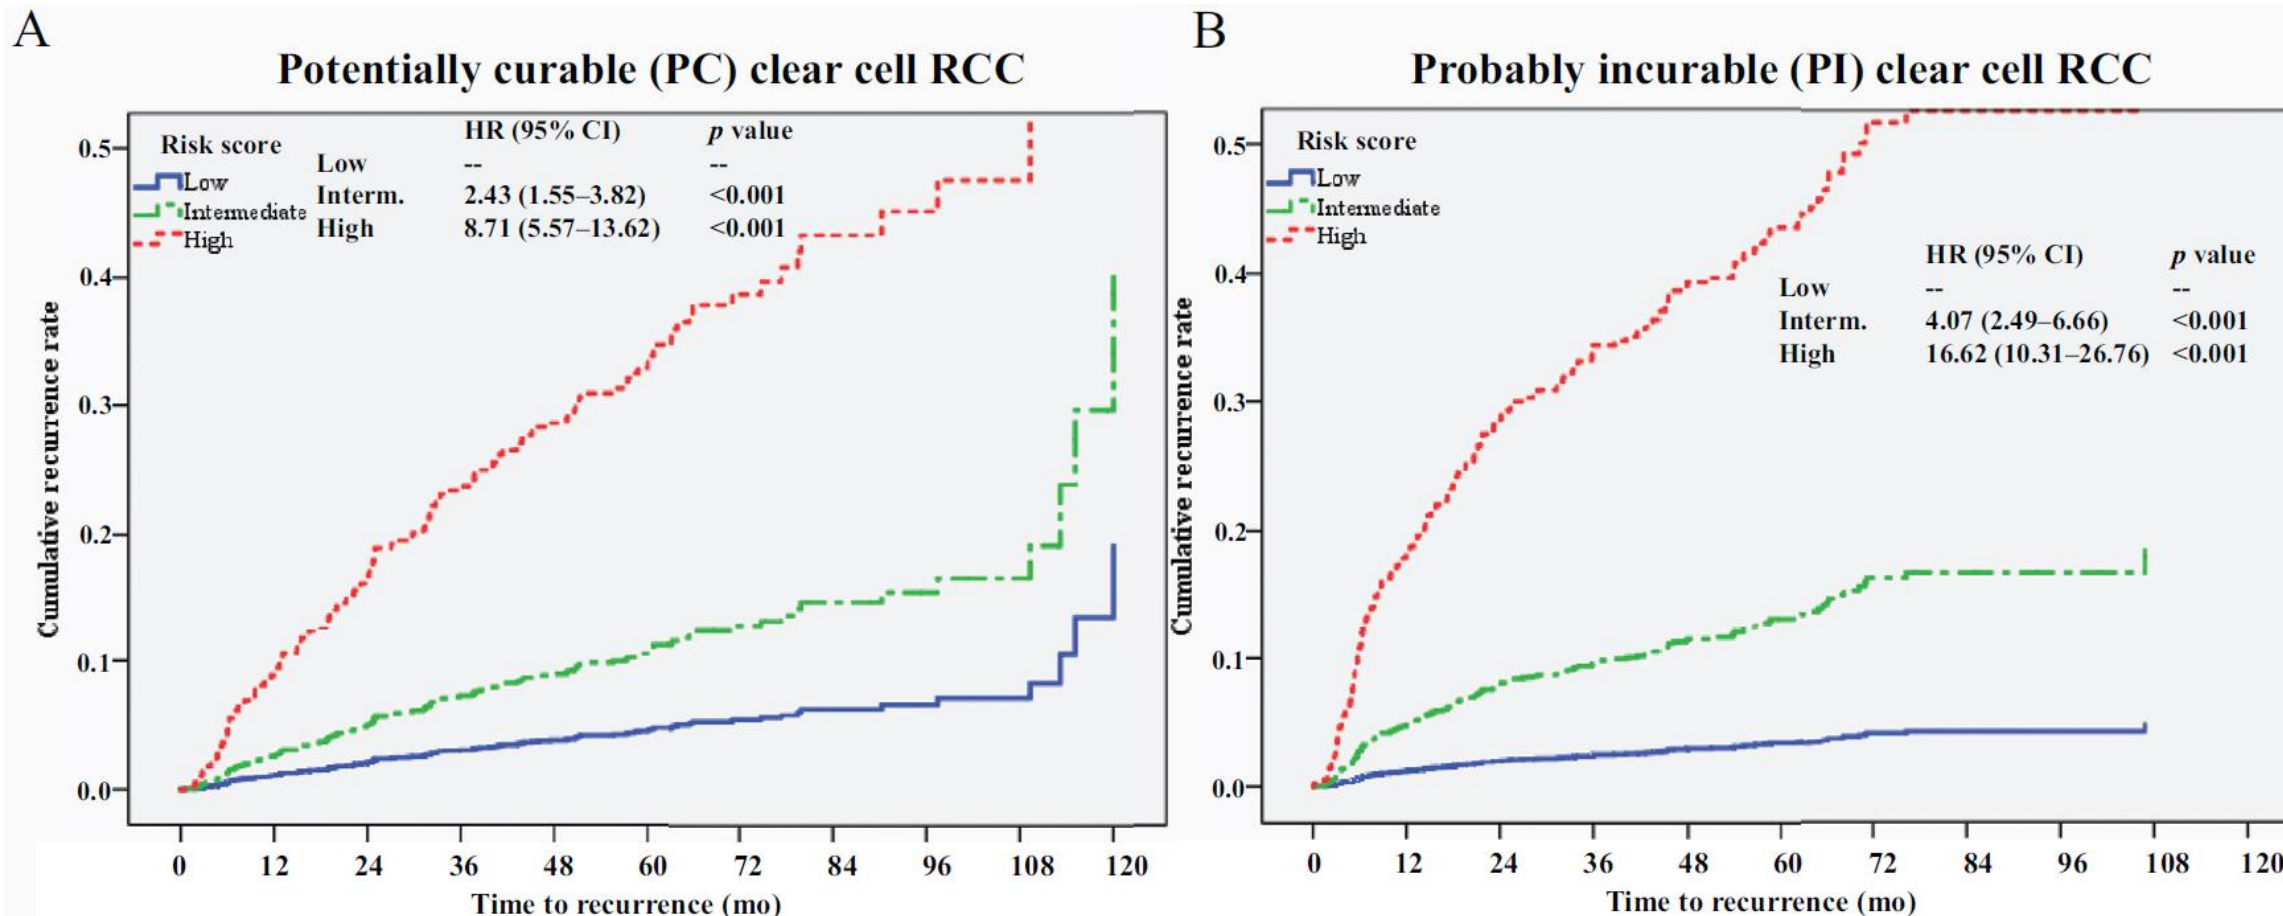 A
Potentially curable (PC) clear cell RCC
Risk score
Low
Intermediate
High
HR (95% CI) p value
Low -- --
Interm. 2.43 (1.55–3.82) <0.001
High 8.71 (5.57–13.62) <0.001
Cumulative recurrence rate
0.5
0.4
0.3
0.2
0.1
0.0
0 12 24 36 48 60 72 84 96 108 120
Time to recurrence (mo)
B
Probably incurable (PI) clear cell RCC
Risk score
Low
Intermediate
High
HR (95% CI) p value
Low -- --
Interm. 4.07 (2.49–6.66) <0.001
High 16.62 (10.31–26.76) <0.001
Cumulative recurrence rate
0.5
0.4
0.3
0.2
0.1
0.0
0 12 24 36 48 60 72 84 96 108 120
Time to recurrence (mo)